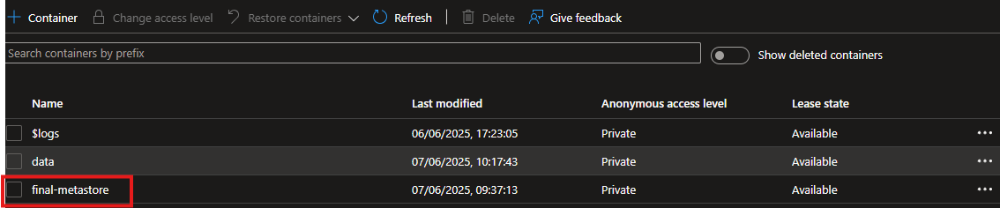 + Container Change access level Restore containers Refresh Delete Give feedback
Search containers by prefix Show deleted containers
Name Last modified Anonymous access level Lease state
$logs 06/06/2025, 17:23:05 Private Available ...
data 07/06/2025, 10:17:43 Private Available ...
final-metastore 07/06/2025, 09:37:13 Private Available ...